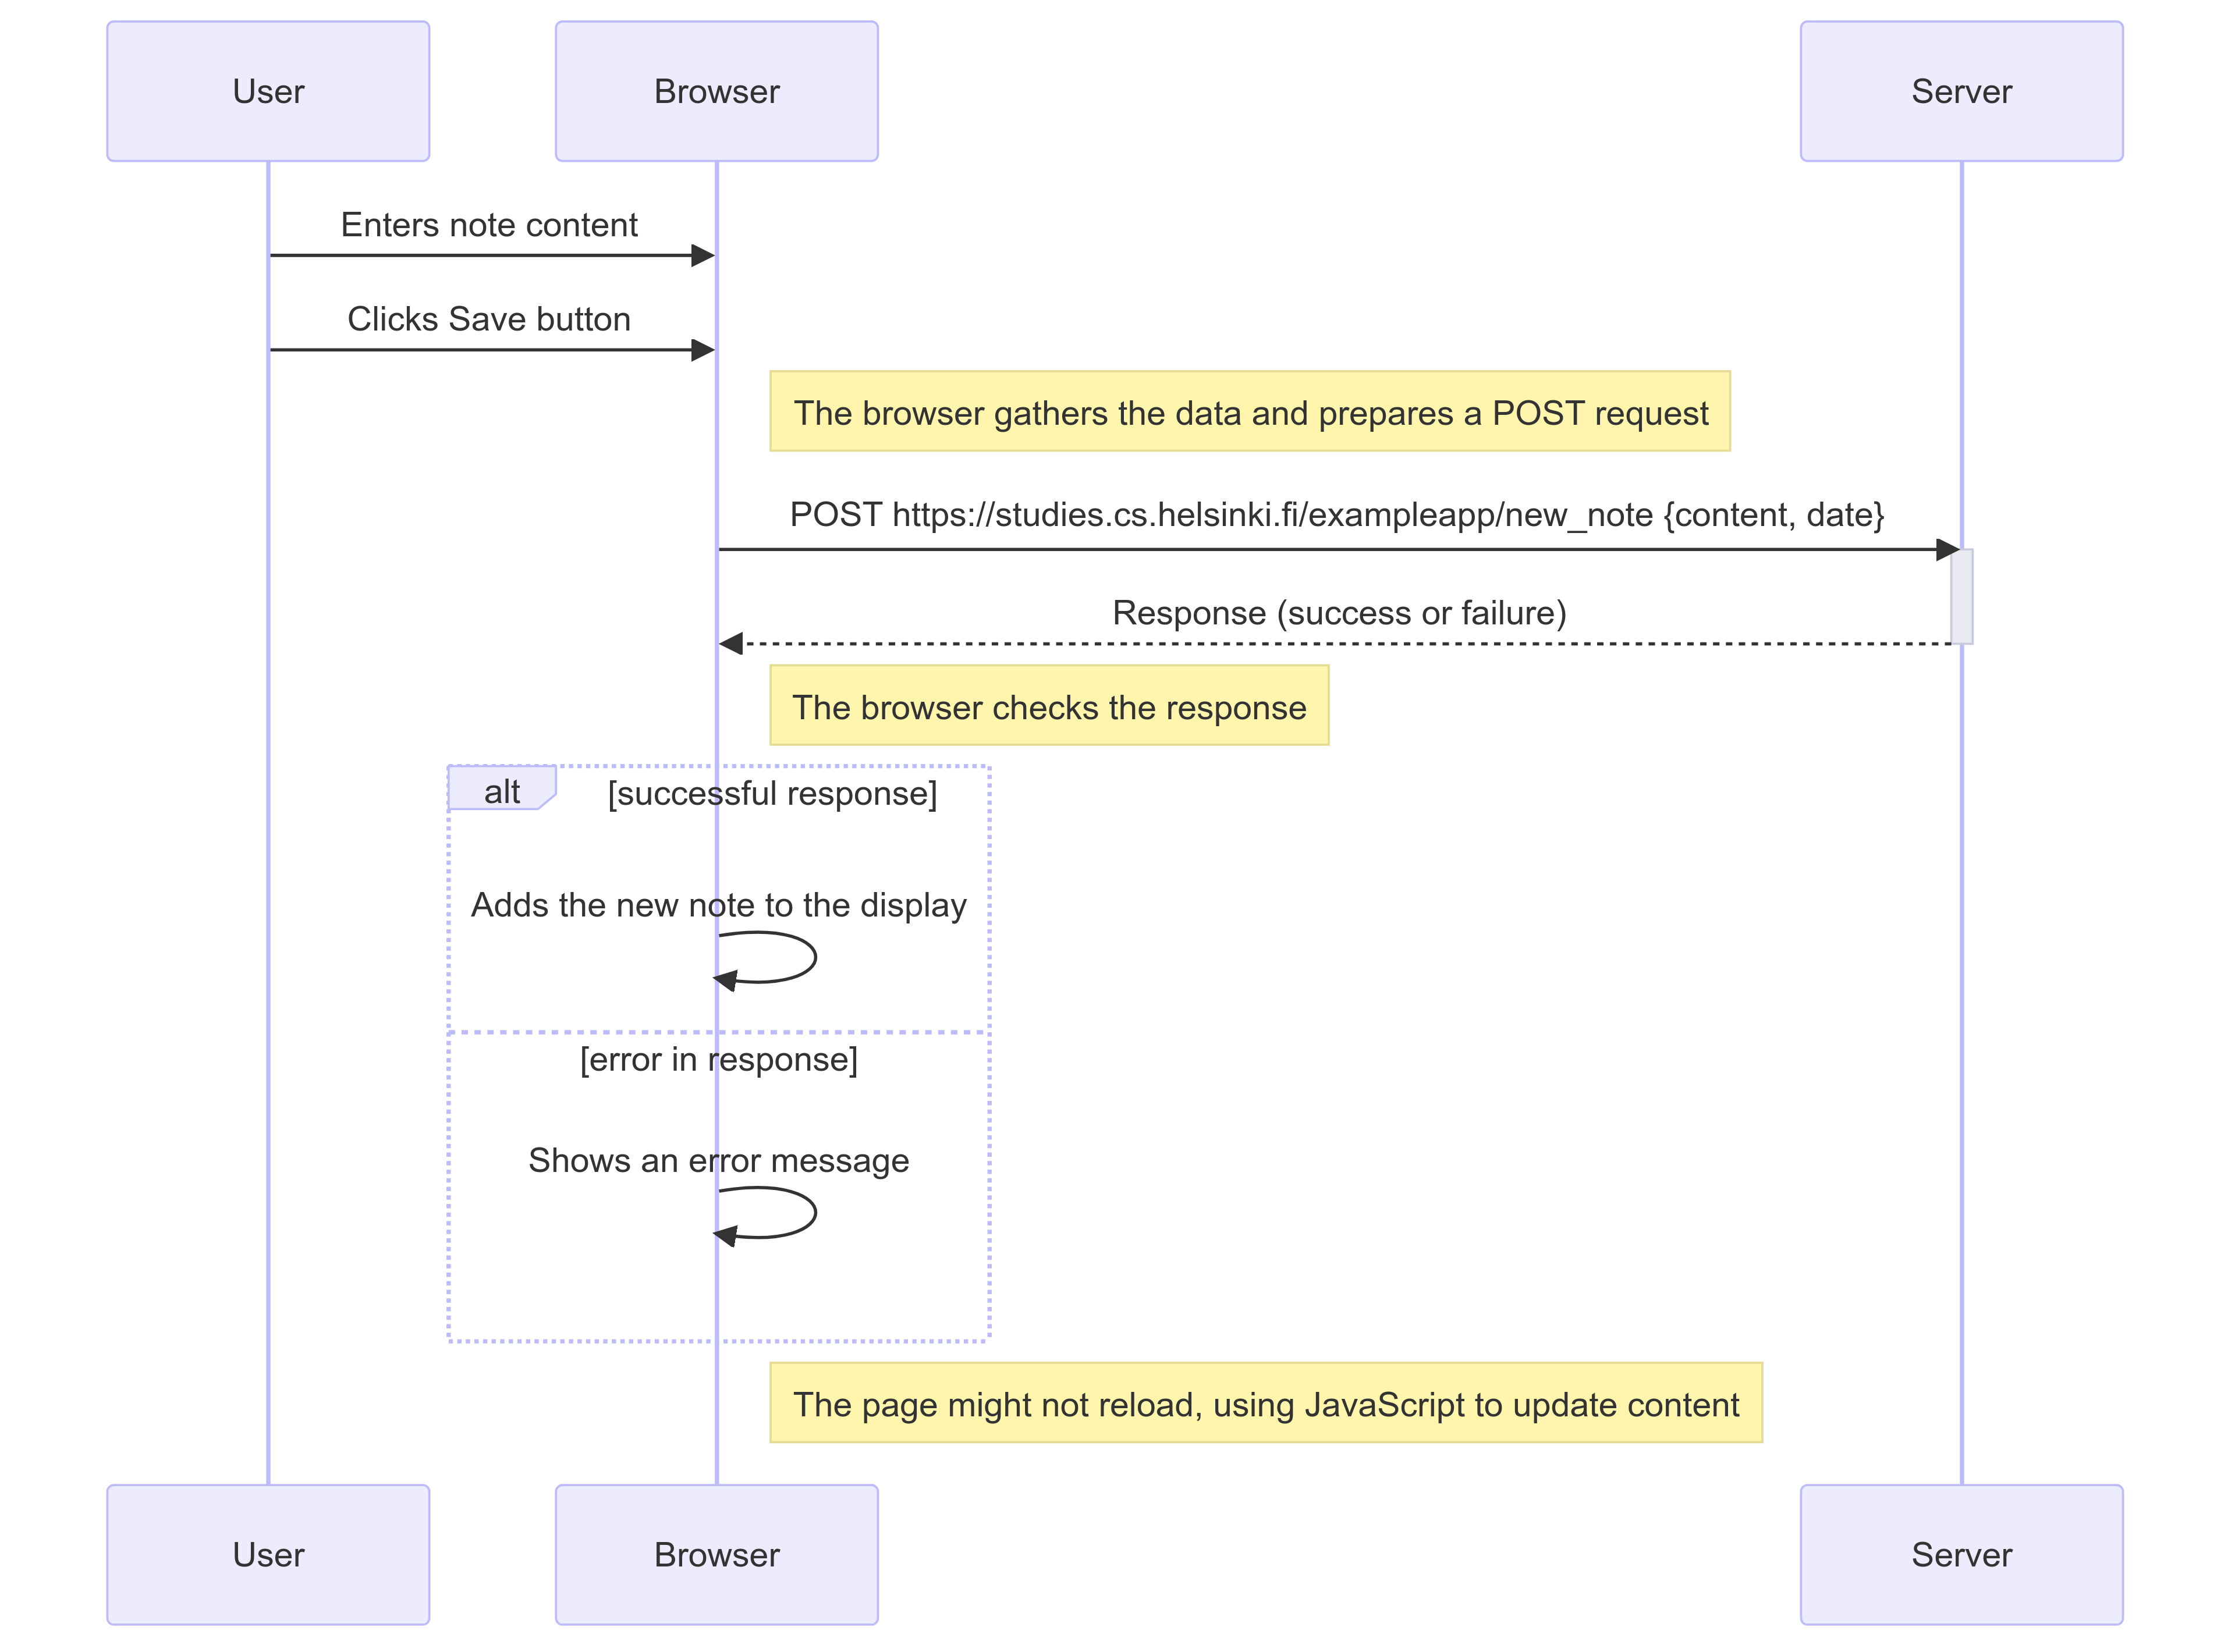 User
Browser
Server
Enters note content
Clicks Save button
The browser gathers the data and prepares a POST request
POST https://studies.cs.helsinki.fi/exampleapp/new_note {content, date}
Response (success or failure)
The browser checks the response
alt
[successful response]
Adds the new note to the display
[error in response]
Shows an error message
The page might not reload, using JavaScript to update content
User
Browser
Server